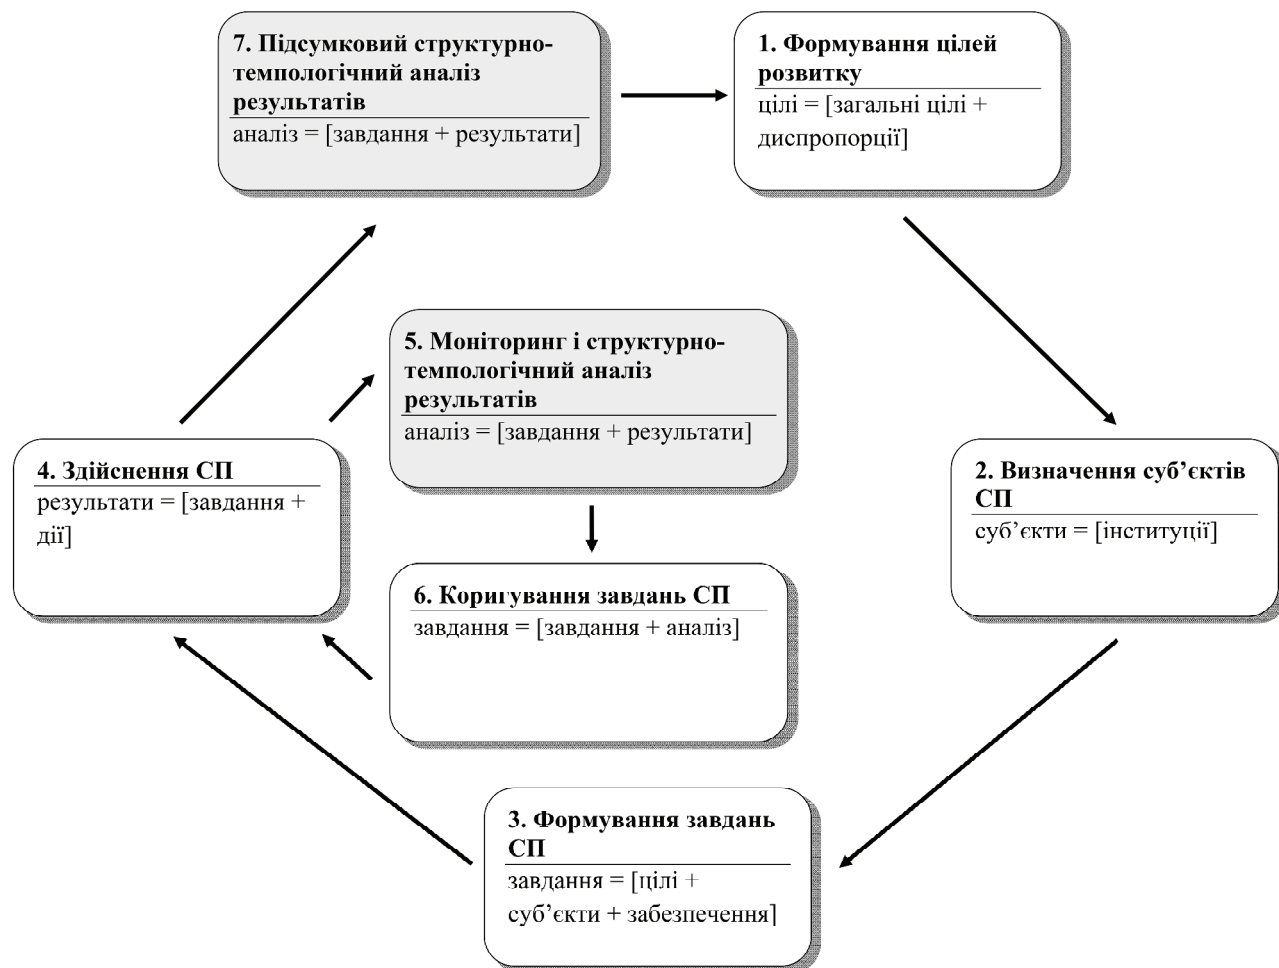 7. Підсумковий структурно-
темпологічний аналіз
результатів
аналіз = [завдання + результати]
1. Формування цілей
розвитку
цілі = [загальні цілі +
диспропорції]
5. Моніторинг і структурно-
темпологічний аналіз
результатів
аналіз = [завдання + результати]
4. Здійснення СП
результати = [завдання +
дії]
2. Визначення суб’єктів
СП
суб’єкти = [інституції]
6. Коригування завдань СП
завдання = [завдання + аналіз]
3. Формування завдань
СП
завдання = [цілі +
суб’єкти + забезпечення]